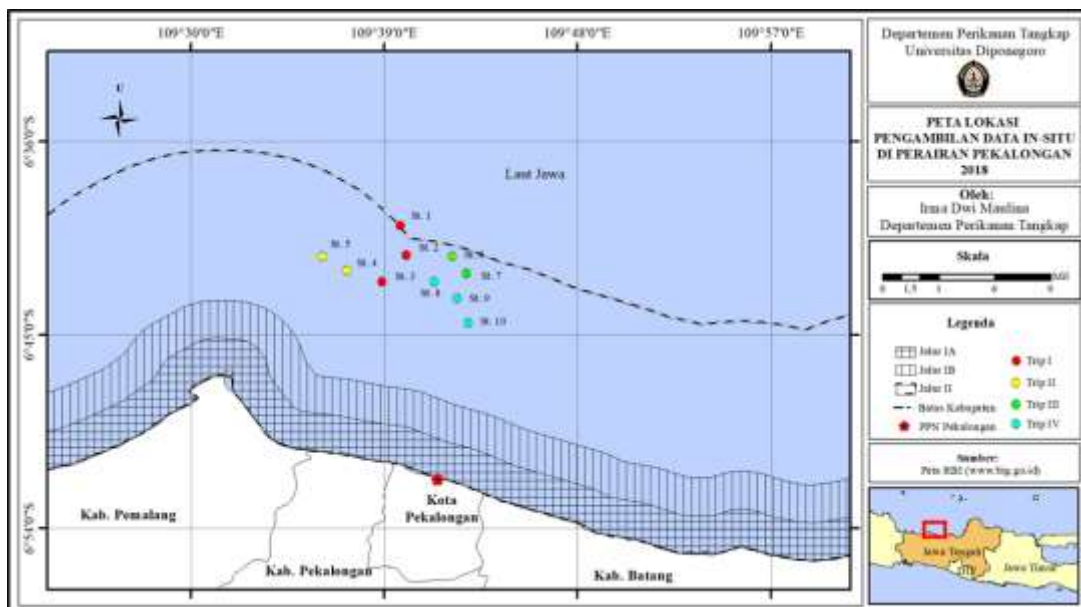 109°30'0"E 109°39'0"E 109°48'0"E 109°57'0"E
6°36'0"S
6°45'0"S
6°54'0"S
U
Laut Jawa
St. 1
St. 2
St. 3
St. 4
St. 5
St. 7
St. 8
St. 9
St. 10
Kab. Pemalang
Kota
Pekalongan
Kab. Pekalongan
Kab. Batang
Departemen Perikanan Tangkap
Universitas Diponegoro
PETA LOKASI
PENGAMBILAN DATA IN-SITU
DI PERAIRAN PEKALONGAN
2018
Oleh:
Irma Dwi Maulina
Departemen Perikanan Tangkap
Skala
0 1,5 3
Legenda
Jalur IA
Jalur IB
Jalur II
Batas Kabupaten
PPN Pekalongan
Trip I
Trip II
Trip III
Trip IV
Sumber:
Peta RBI (www.big.go.id)
Jawa Tengah
DIY
Jawa Timur